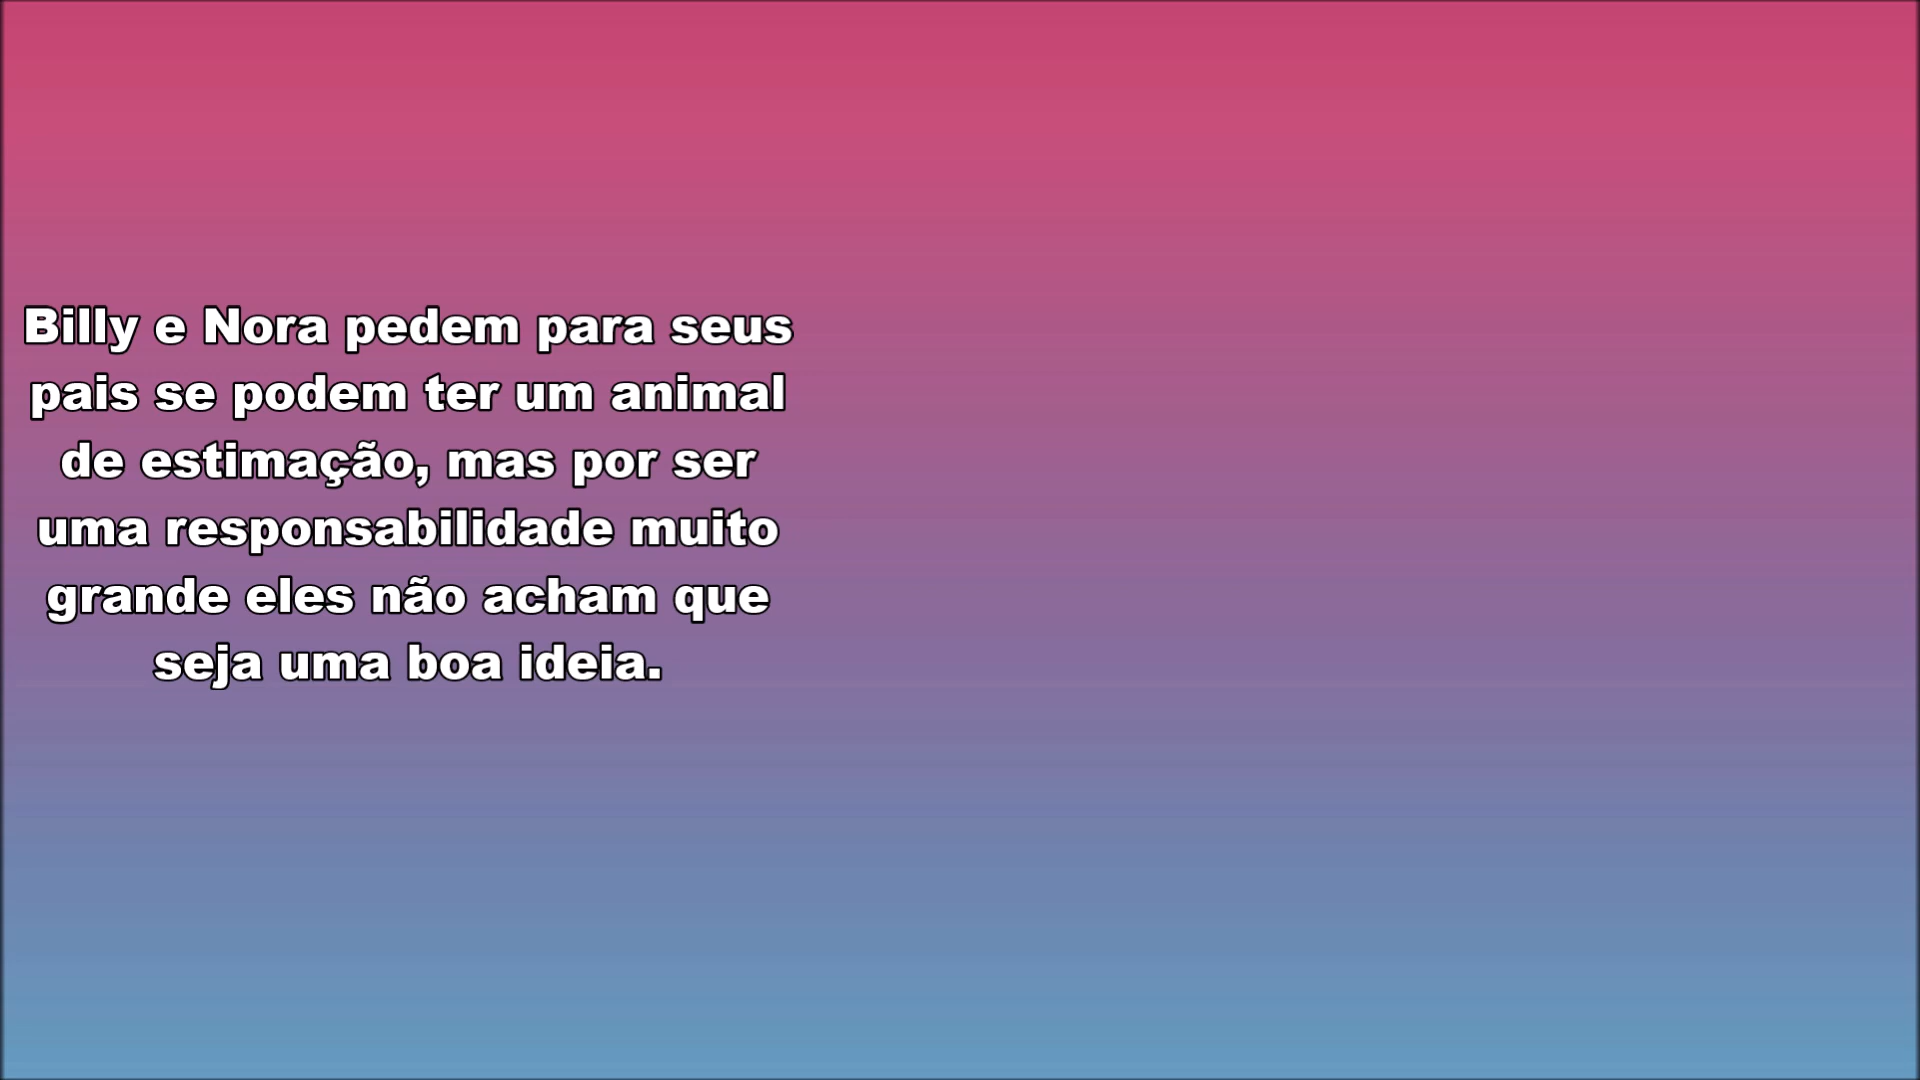 Billy e Nora pedem para seus
pais se podem ter um animal
de estimação, mas por ser
uma responsabilidade muito
grande eles não acham que
seja uma boa ideia.